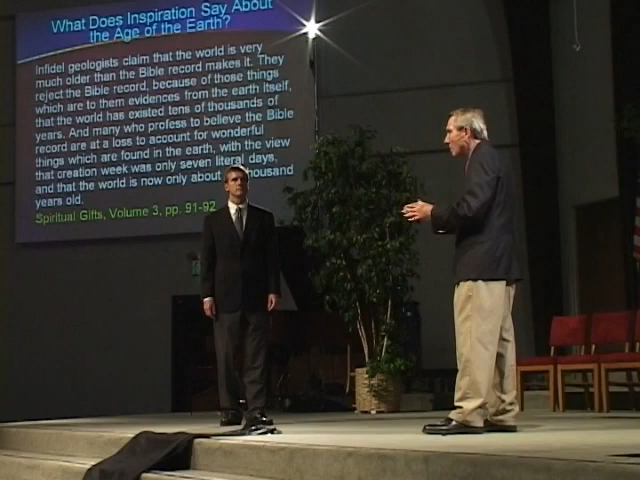 What Does Inspiration Say About
the Age of the Earth?
Infidel geologists claim that the world is very
much older than the Bible record makes it. They
reject the Bible record, because of those things
which are to them evidences from the earth itself,
that the world has existed tens of thousands of
years. And many who profess to believe the Bible
record are at a loss to account for wonderful
things which are found in the earth, with the view
that creation week was only seven literal days,
and that the world is now only about thousand
years old.
Spiritual Gifts, Volume 3, pp. 91-92